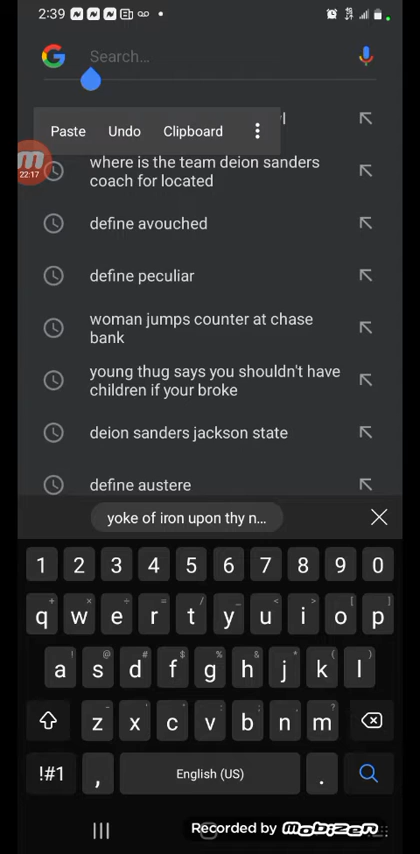 2:39
Search...
Paste Undo Clipboard
where is the team deion sanders
coach for located
22:17
define avouched
define peculiar
woman jumps counter at chase
bank
young thug says you shouldn't have
children if your broke
deion sanders jackson state
define austere
yoke of iron upon thy n...
1 2 3 4 5 6 7 8 9 0
q w e r t y u i o p
a s d f g h j k l
z x c v b n m
!#1 , English (US) .
Recorded by mobizen